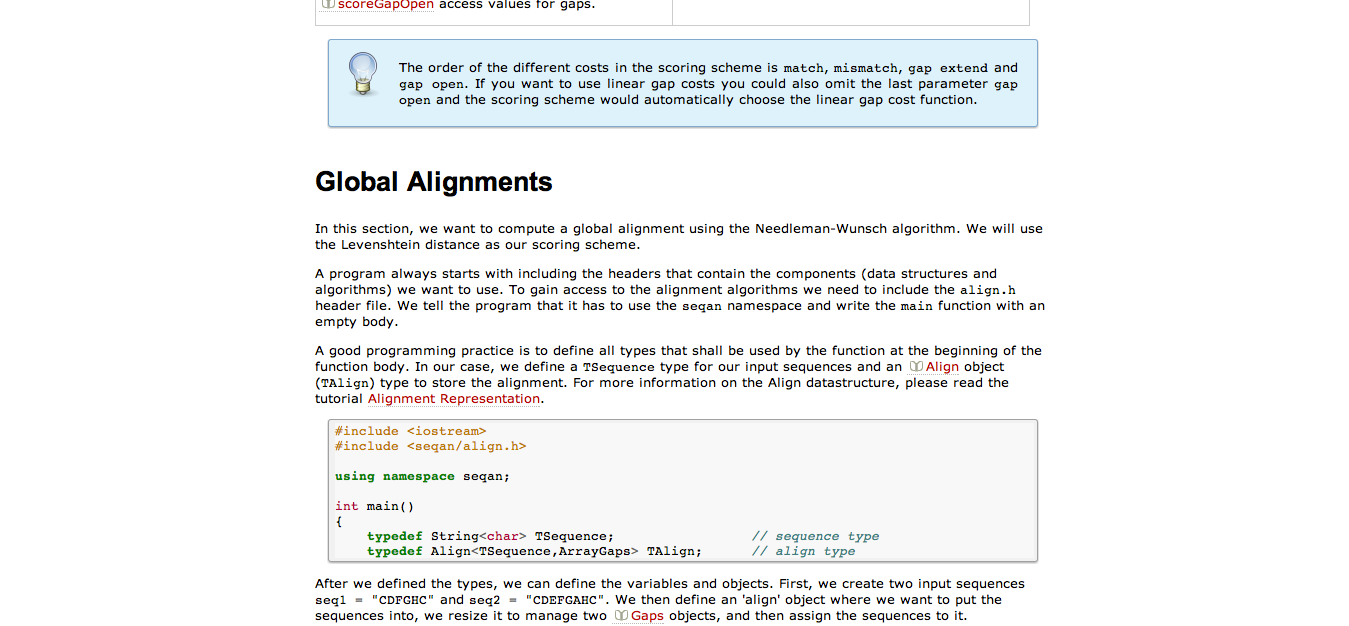 scoreGapOpen access values for gaps.
The order of the different costs in the scoring scheme is match, mismatch, gap extend and
gap open. If you want to use linear gap costs you could also omit the last parameter gap
open and the scoring scheme would automatically choose the linear gap cost function.
Global Alignments
In this section, we want to compute a global alignment using the Needleman-Wunsch algorithm. We will use
the Levenshtein distance as our scoring scheme.
A program always starts with including the headers that contain the components (data structures and
algorithms) we want to use. To gain access to the alignment algorithms we need to include the align.h
header file. We tell the program that it has to use the seqan namespace and write the main function with an
empty body.
A good programming practice is to define all types that shall be used by the function at the beginning of the
function body. In our case, we define a TSequence type for our input sequences and an Align object
(TAlign) type to store the alignment. For more information on the Align datastructure, please read the
tutorial Alignment Representation.
#include <iostream>
#include <seqan/align.h>
using namespace seqan;
int main()
{
typedef String<char> TSequence; // sequence type
typedef Align<TSequence,ArrayGaps> TAlign; // align type
After we defined the types, we can define the variables and objects. First, we create two input sequences
seq1 = "CDFGHC" and seq2 = "CDEFGAHC". We then define an 'align' object where we want to put the
sequences into, we resize it to manage two Gaps objects, and then assign the sequences to it.